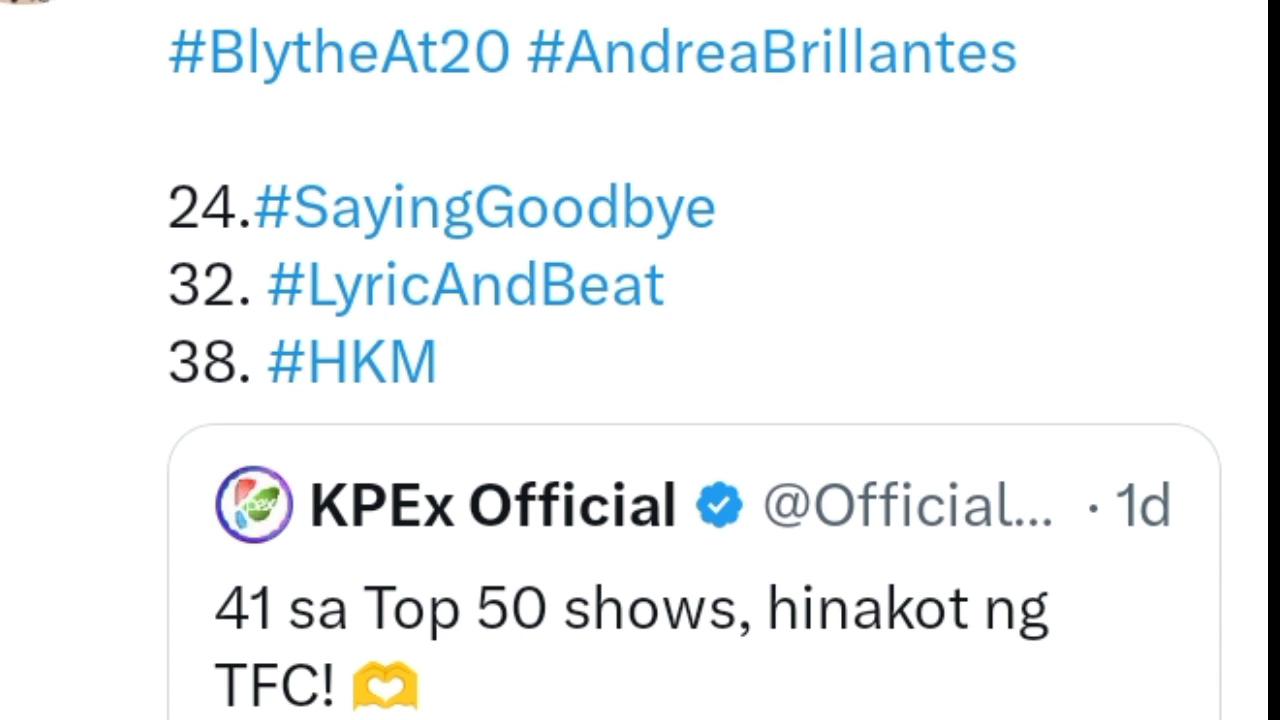 #BlytheAt20 #AndreaBrillantes
24.#SayingGoodbye
32. #LyricAndBeat
38. #HKM
KPEx Official @Official... · 1d
41 sa Top 50 shows, hinakot ng
TFC! 🫶